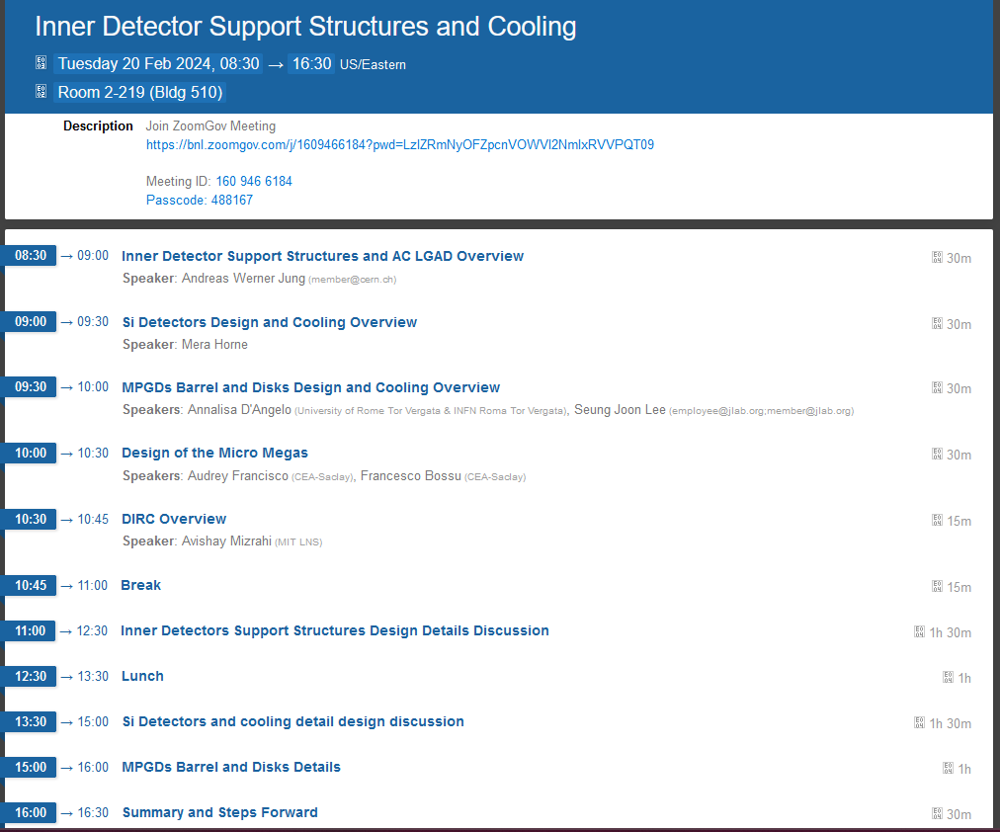 Inner Detector Support Structures and Cooling
Tuesday 20 Feb 2024, 08:30 → 16:30 US/Eastern
Room 2-219 (Bldg 510)
Description Join ZoomGov Meeting
https://bnl.zoomgov.com/j/1609466184?pwd=LzlZRmNyOFZpcnVOWVI2NmlxRVVPQT09
Meeting ID: 160 946 6184
Passcode: 488167
08:30 → 09:00 Inner Detector Support Structures and AC LGAD Overview 30m
Speaker: Andreas Werner Jung (member@cern.ch)
09:00 → 09:30 Si Detectors Design and Cooling Overview 30m
Speaker: Mera Horne
09:30 → 10:00 MPGDs Barrel and Disks Design and Cooling Overview 30m
Speakers: Annalisa D'Angelo (University of Rome Tor Vergata & INFN Roma Tor Vergata), Seung Joon Lee (employee@jlab.org;member@jlab.org)
10:00 → 10:30 Design of the Micro Megas 30m
Speakers: Audrey Francisco (CEA-Saclay), Francesco Bossu (CEA-Saclay)
10:30 → 10:45 DIRC Overview 15m
Speaker: Avishay Mizrahi (MIT LNS)
10:45 → 11:00 Break 15m
11:00 → 12:30 Inner Detectors Support Structures Design Details Discussion 1h 30m
12:30 → 13:30 Lunch 1h
13:30 → 15:00 Si Detectors and cooling detail design discussion 1h 30m
15:00 → 16:00 MPGDs Barrel and Disks Details 1h
16:00 → 16:30 Summary and Steps Forward 30m